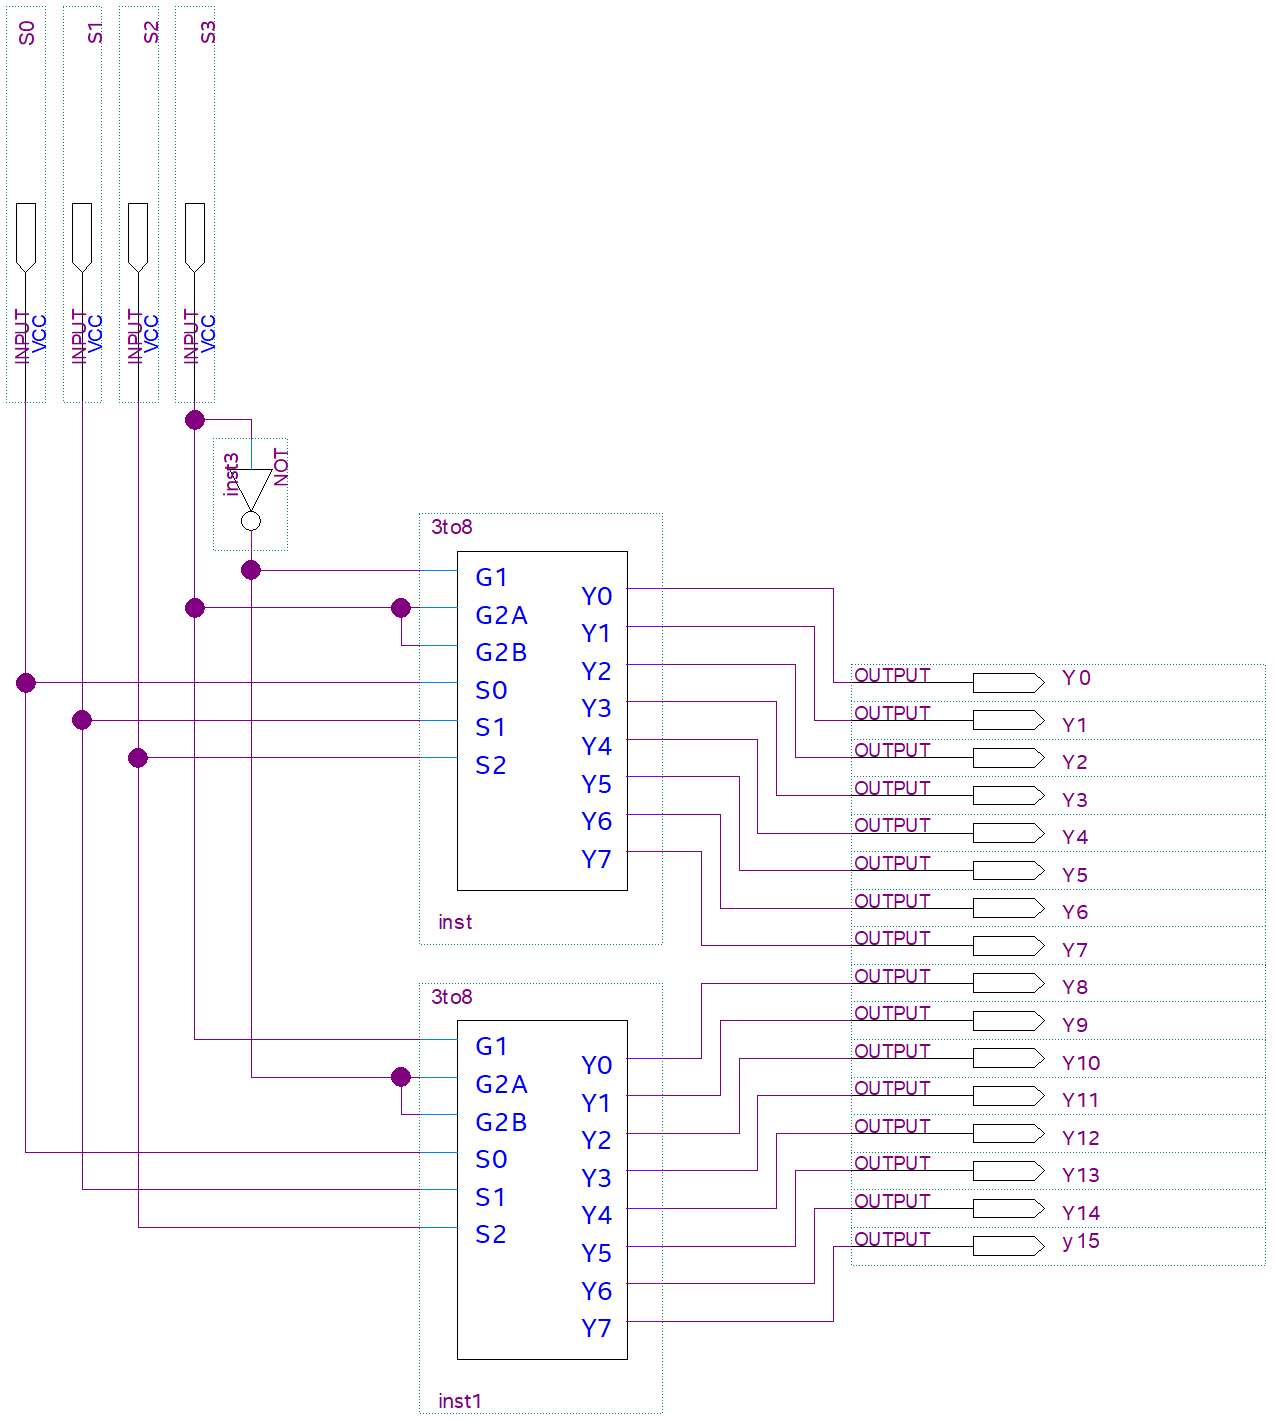 S0
S1
S2
S3
INPUT
VCC
INPUT
VCC
INPUT
VCC
INPUT
VCC
inst3
NOT
3to8
G1
G2A
G2B
S0
S1
S2
Y0
Y1
Y2
Y3
Y4
Y5
Y6
Y7
inst
3to8
G1
G2A
G2B
S0
S1
S2
Y0
Y1
Y2
Y3
Y4
Y5
Y6
Y7
inst1
OUTPUT Y0
OUTPUT Y1
OUTPUT Y2
OUTPUT Y3
OUTPUT Y4
OUTPUT Y5
OUTPUT Y6
OUTPUT Y7
OUTPUT Y8
OUTPUT Y9
OUTPUT Y10
OUTPUT Y11
OUTPUT Y12
OUTPUT Y13
OUTPUT Y14
OUTPUT y15